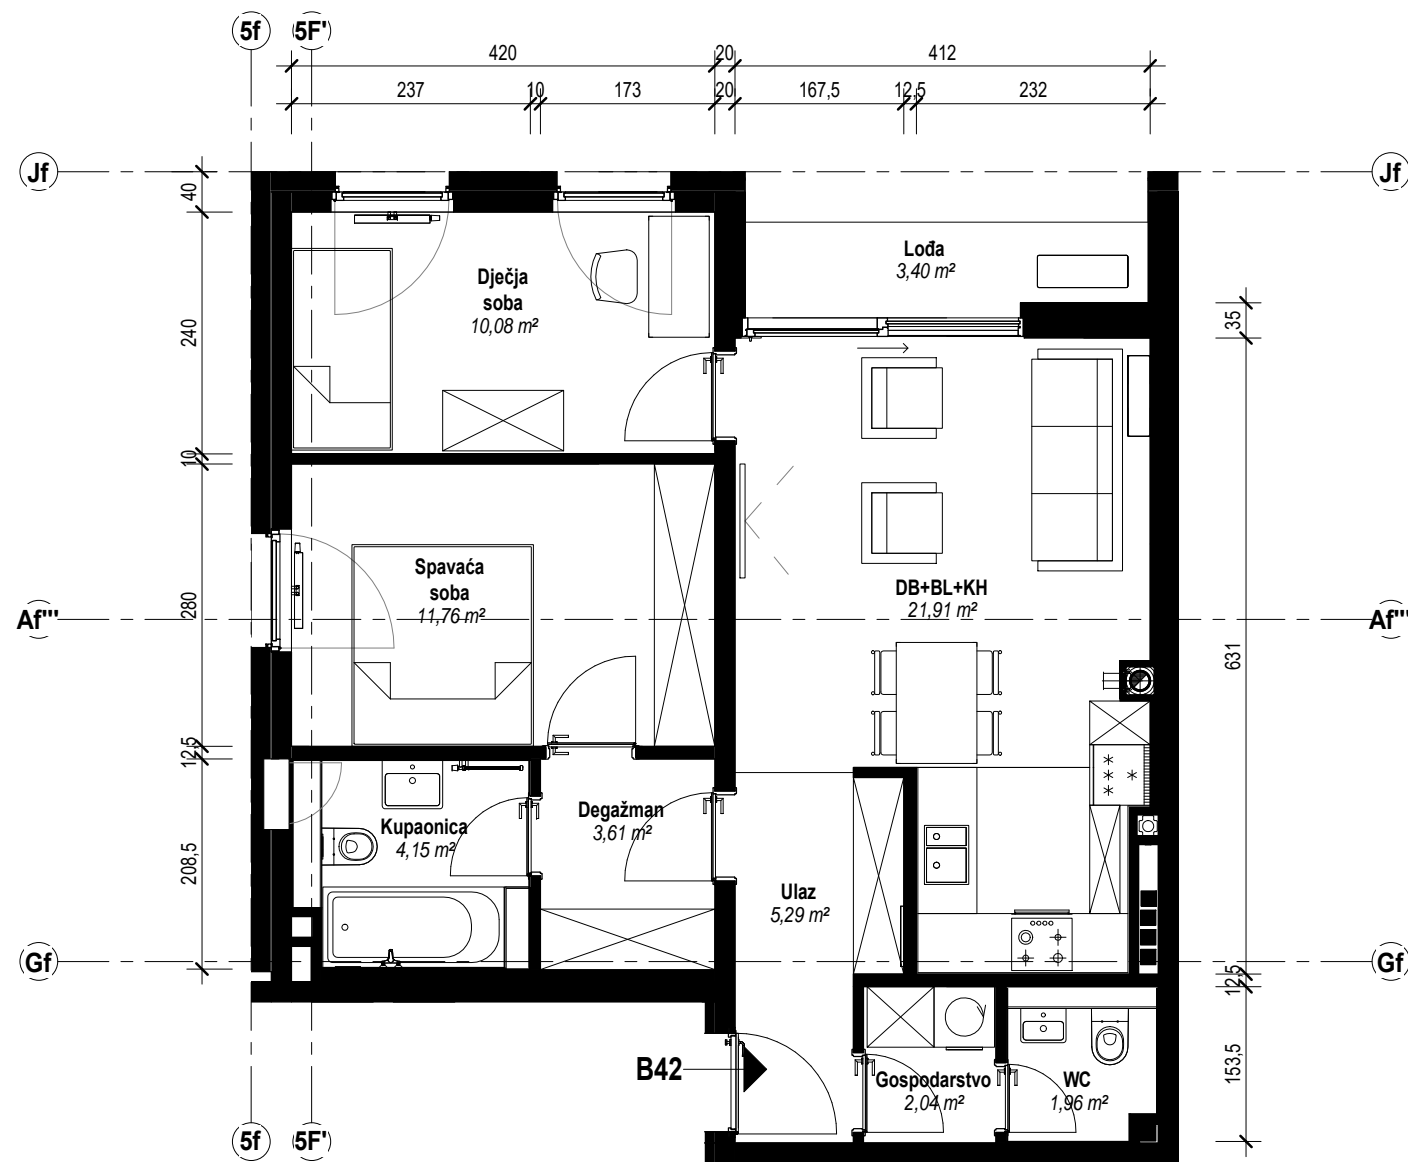 5f 5F'
420 20 412
237 10 173 20 167,5 12,5 232
Jf Jf
40
Lođa
3,40 m²
Dječja
soba
10,08 m²
240
35
10
Spavaća
soba
11,76 m²
DB+BL+KH
21,91 m²
280
Af''' Af'''
631
12,5
Kupaonica
4,15 m²
Degažman
3,61 m²
208,5
Ulaz
5,29 m²
Gf Gf
12,5
B42
Gospodarstvo
2,04 m²
WC
1,96 m²
153,5
5f 5F'